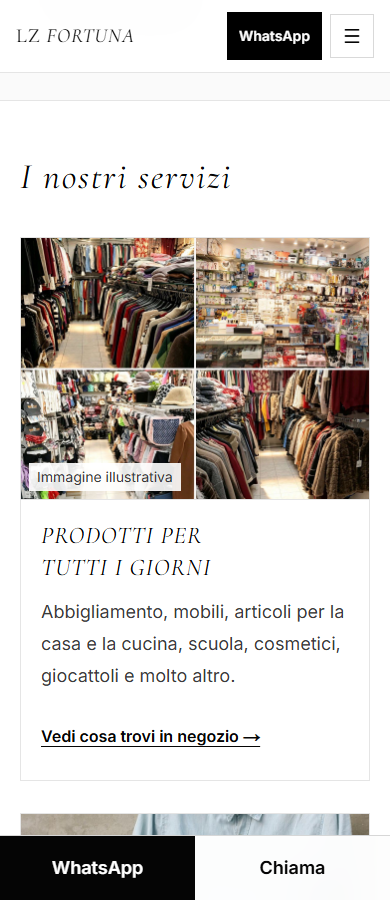 LZ FORTUNA
WhatsApp
☰
I nostri servizi
Immagine illustrativa
PRODOTTI PER
TUTTI I GIORNI
Abbigliamento, mobili, articoli per la
casa e la cucina, scuola, cosmetici,
giocattoli e molto altro.
Vedi cosa trovi in negozio →
WhatsApp
Chiama